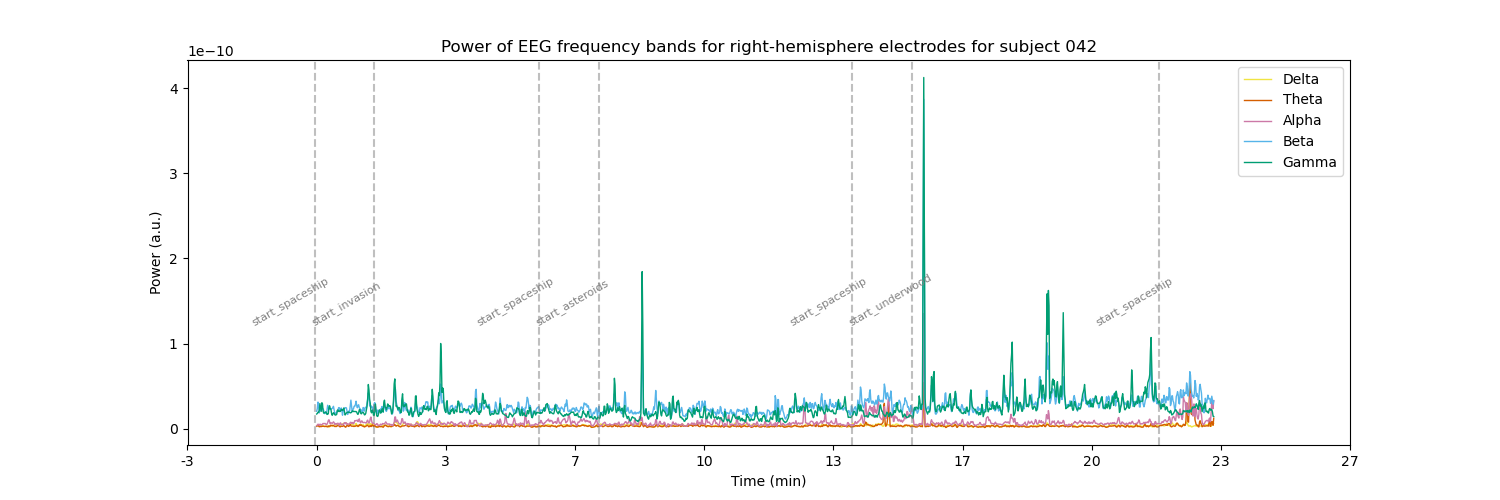 Power of EEG frequency bands for right-hemisphere electrodes for subject 042
1e−10
4
3
2
1
0
Power (a.u.)
start_spaceship
start_invasion
start_spaceship
start_asteroids
start_spaceship
start_underwood
start_spaceship
Delta
Theta
Alpha
Beta
Gamma
-3 0 3 7 10 13 17 20 23 27
Time (min)